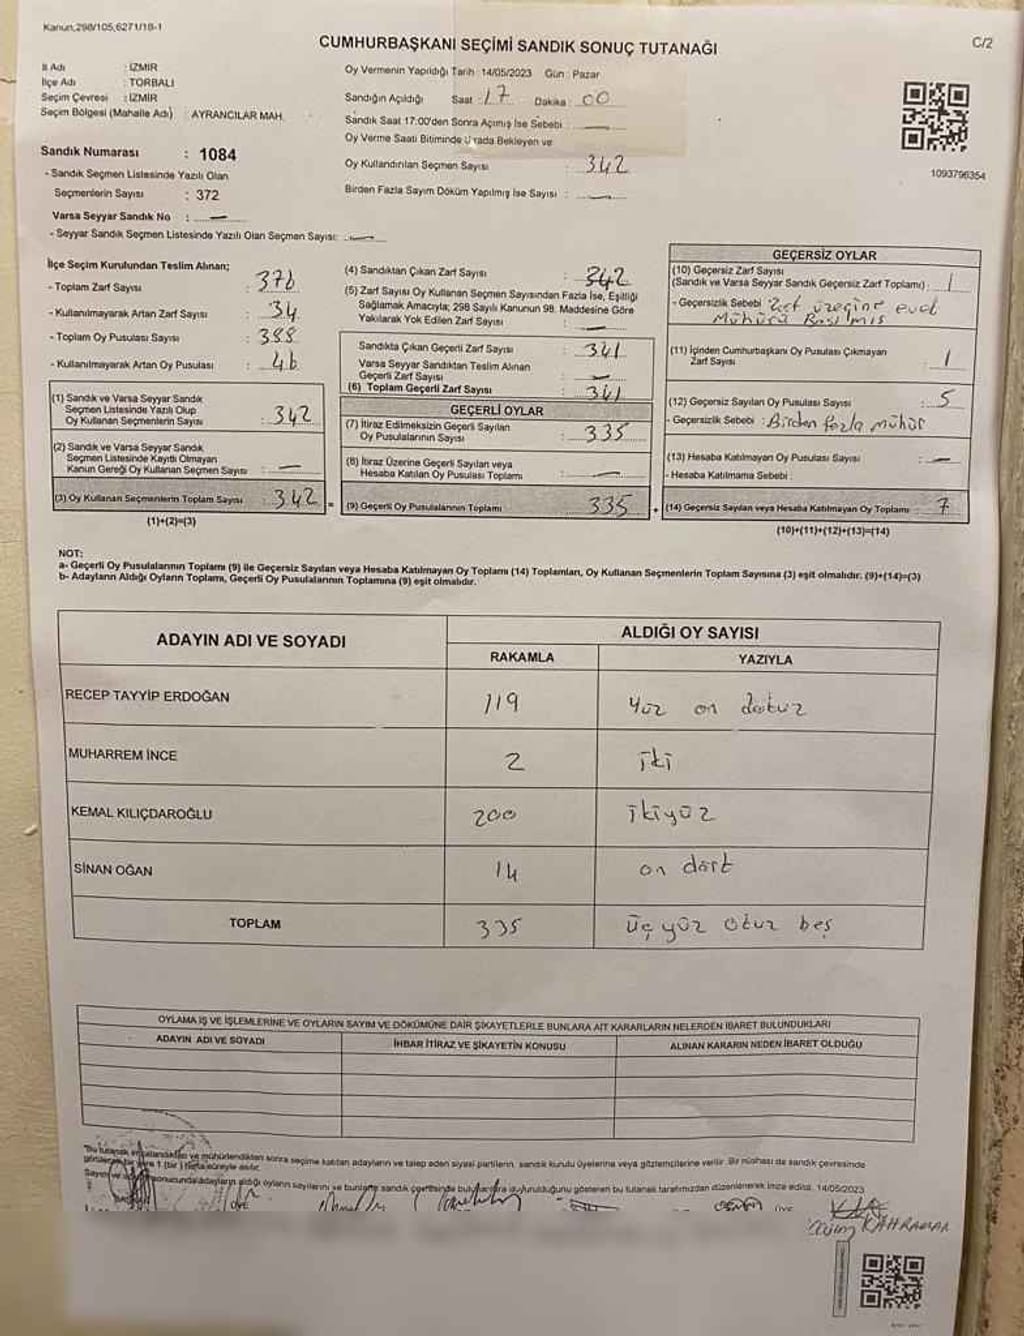 Kanun:298/105,6271/18-1
C/2
CUMHURBAŞKANI SEÇİMİ SANDIK SONUÇ TUTANAĞI
İl Adı : İZMİR
İlçe Adı : TORBALI
Seçim Çevresi : İZMİR
Seçim Bölgesi (Mahalle Adı) : AYRANCILAR MAH.
Sandık Numarası : 1084
- Sandık Seçmen Listesinde Yazılı Olan
Seçmenlerin Sayısı : 372
Varsa Seyyar Sandık No : —
- Seyyar Sandık Seçmen Listesinde Yazılı Olan Seçmen Sayısı: —
Oy Vermenin Yapıldığı Tarih : 14/05/2023 Gün : Pazar
Sandığın Açıldığı Saat : 17 Dakika : 00
Sandık Saat 17:00'den Sonra Açımış İse Sebebi : —
Oy Verme Saati Bitiminde Sırada Bekleyen ve
Oy Kullandırılan Seçmen Sayısı : 342
Birden Fazla Sayım Döküm Yapılmış İse Sayısı : —
1093796354
İlçe Seçim Kurulundan Teslim Alınan;
- Toplam Zarf Sayısı : 376
- Kullanılmayarak Artan Zarf Sayısı : 34
- Toplam Oy Pusulası Sayısı : 388
- Kullanılmayarak Artan Oy Pusulası : 46
(1) Sandık ve Varsa Seyyar Sandık
Seçmen Listesinde Yazılı Olup
Oy Kullanan Seçmenlerin Sayısı : 342
(2) Sandık ve Varsa Seyyar Sandık
Seçmen Listesinde Kayıtlı Olmayan
Kanun Gereği Oy Kullanan Seçmen Sayısı : —
(3) Oy Kullanan Seçmenlerin Toplam Sayısı : 342 =
(1)+(2)=(3)
(4) Sandıktan Çıkan Zarf Sayısı : 342
(5) Zarf Sayısı Oy Kullanan Seçmen Sayısından Fazla İse, Eşitliği
Sağlamak Amacıyla; 298 Sayılı Kanunun 98. Maddesine Göre
Yakılarak Yok Edilen Zarf Sayısı : —
Sandıkta Çıkan Geçerli Zarf Sayısı : 341
Varsa Seyyar Sandıktan Teslim Alınan
Geçerli Zarf Sayısı : —
(6) Toplam Geçerli Zarf Sayısı : 341
GEÇERLİ OYLAR
(7) İtiraz Edilmeksizin Geçerli Sayılan
Oy Pusulalarının Sayısı : 335
(8) İtiraz Üzerine Geçerli Sayılan veya
Hesaba Katılan Oy Pusulası Toplamı : —
(9) Geçerli Oy Pusulalarının Toplamı : 335 +
GEÇERSİZ OYLAR
(10) Geçersiz Zarf Sayısı
(Sandık ve Varsa Seyyar Sandık Geçersiz Zarf Toplamı) : 1
- Geçersizlik Sebebi : Zarf üzerine evet
Mühürü Basılmış
(11) İçinden Cumhurbaşkanı Oy Pusulası Çıkmayan
Zarf Sayısı : 1
(12) Geçersiz Sayılan Oy Pusulası Sayısı : 5
- Geçersizlik Sebebi : Birden fazla mühür
(13) Hesaba Katılmayan Oy Pusulası Sayısı : —
- Hesaba Katılmama Sebebi :
(14) Geçersiz Sayılan veya Hesaba Katılmayan Oy Toplamı : 7
(10)+(11)+(12)+(13)=(14)
NOT:
a- Geçerli Oy Pusulalarının Toplamı (9) ile Geçersiz Sayılan veya Hesaba Katılmayan Oy Toplamı (14) Toplamları, Oy Kullanan Seçmenlerin Toplam Sayısına (3) eşit olmalıdır. (9)+(14)=(3)
b- Adayların Aldığı Oyların Toplamı, Geçerli Oy Pusulalarının Toplamına (9) eşit olmalıdır.
ADAYIN ADI VE SOYADI
ALDIĞI OY SAYISI
RAKAMLA YAZIYLA
RECEP TAYYİP ERDOĞAN 119 Yüz on dokuz
MUHARREM İNCE 2 iki
KEMAL KILIÇDAROĞLU 200 ikiyüz
SİNAN OĞAN 14 on dört
TOPLAM 335 üç yüz otuz beş
OYLAMA İŞ VE İŞLEMLERİNE VE OYLARIN SAYIM VE DÖKÜMÜNE DAİR ŞİKAYETLERLE BUNLARA AİT KARARLARIN NELERDEN İBARET BULUNDUKLARI
ADAYIN ADI VE SOYADI İHBAR İTİRAZ VE ŞİKAYETİN KONUSU ALINAN KARARIN NEDEN İBARET OLDUĞU
ve mühürlendikten sonra seçime katılan adayların ve talep eden siyasi partilerin, sandık kurulu üyelerine veya gözlemcilerine verilir. Bir nüshası da sandık çevresinde
1 (bir) hafta süreyle asılır.
sonucunda adayların aldığı oyların sayılarını ve bunların sandık çevresinde duyurulduğunu gösteren bu tutanak tarafımızdan düzenlenerek imza edildi. 14/05/2023
ÜYE
ÜYE
KAHRAMAN